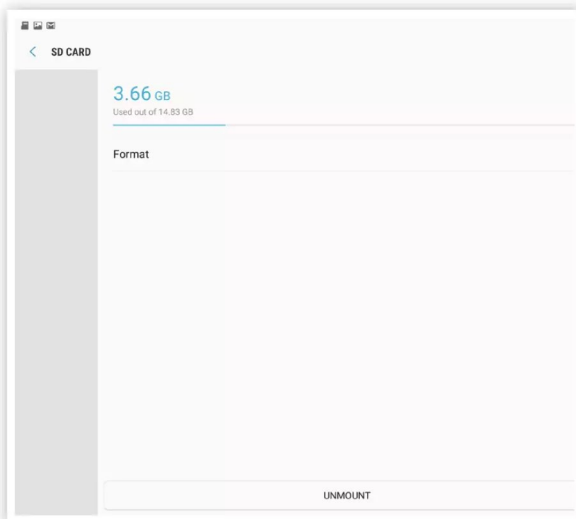 SD CARD
3.66 GB
Used out of 14.83 GB
Format
UNMOUNT